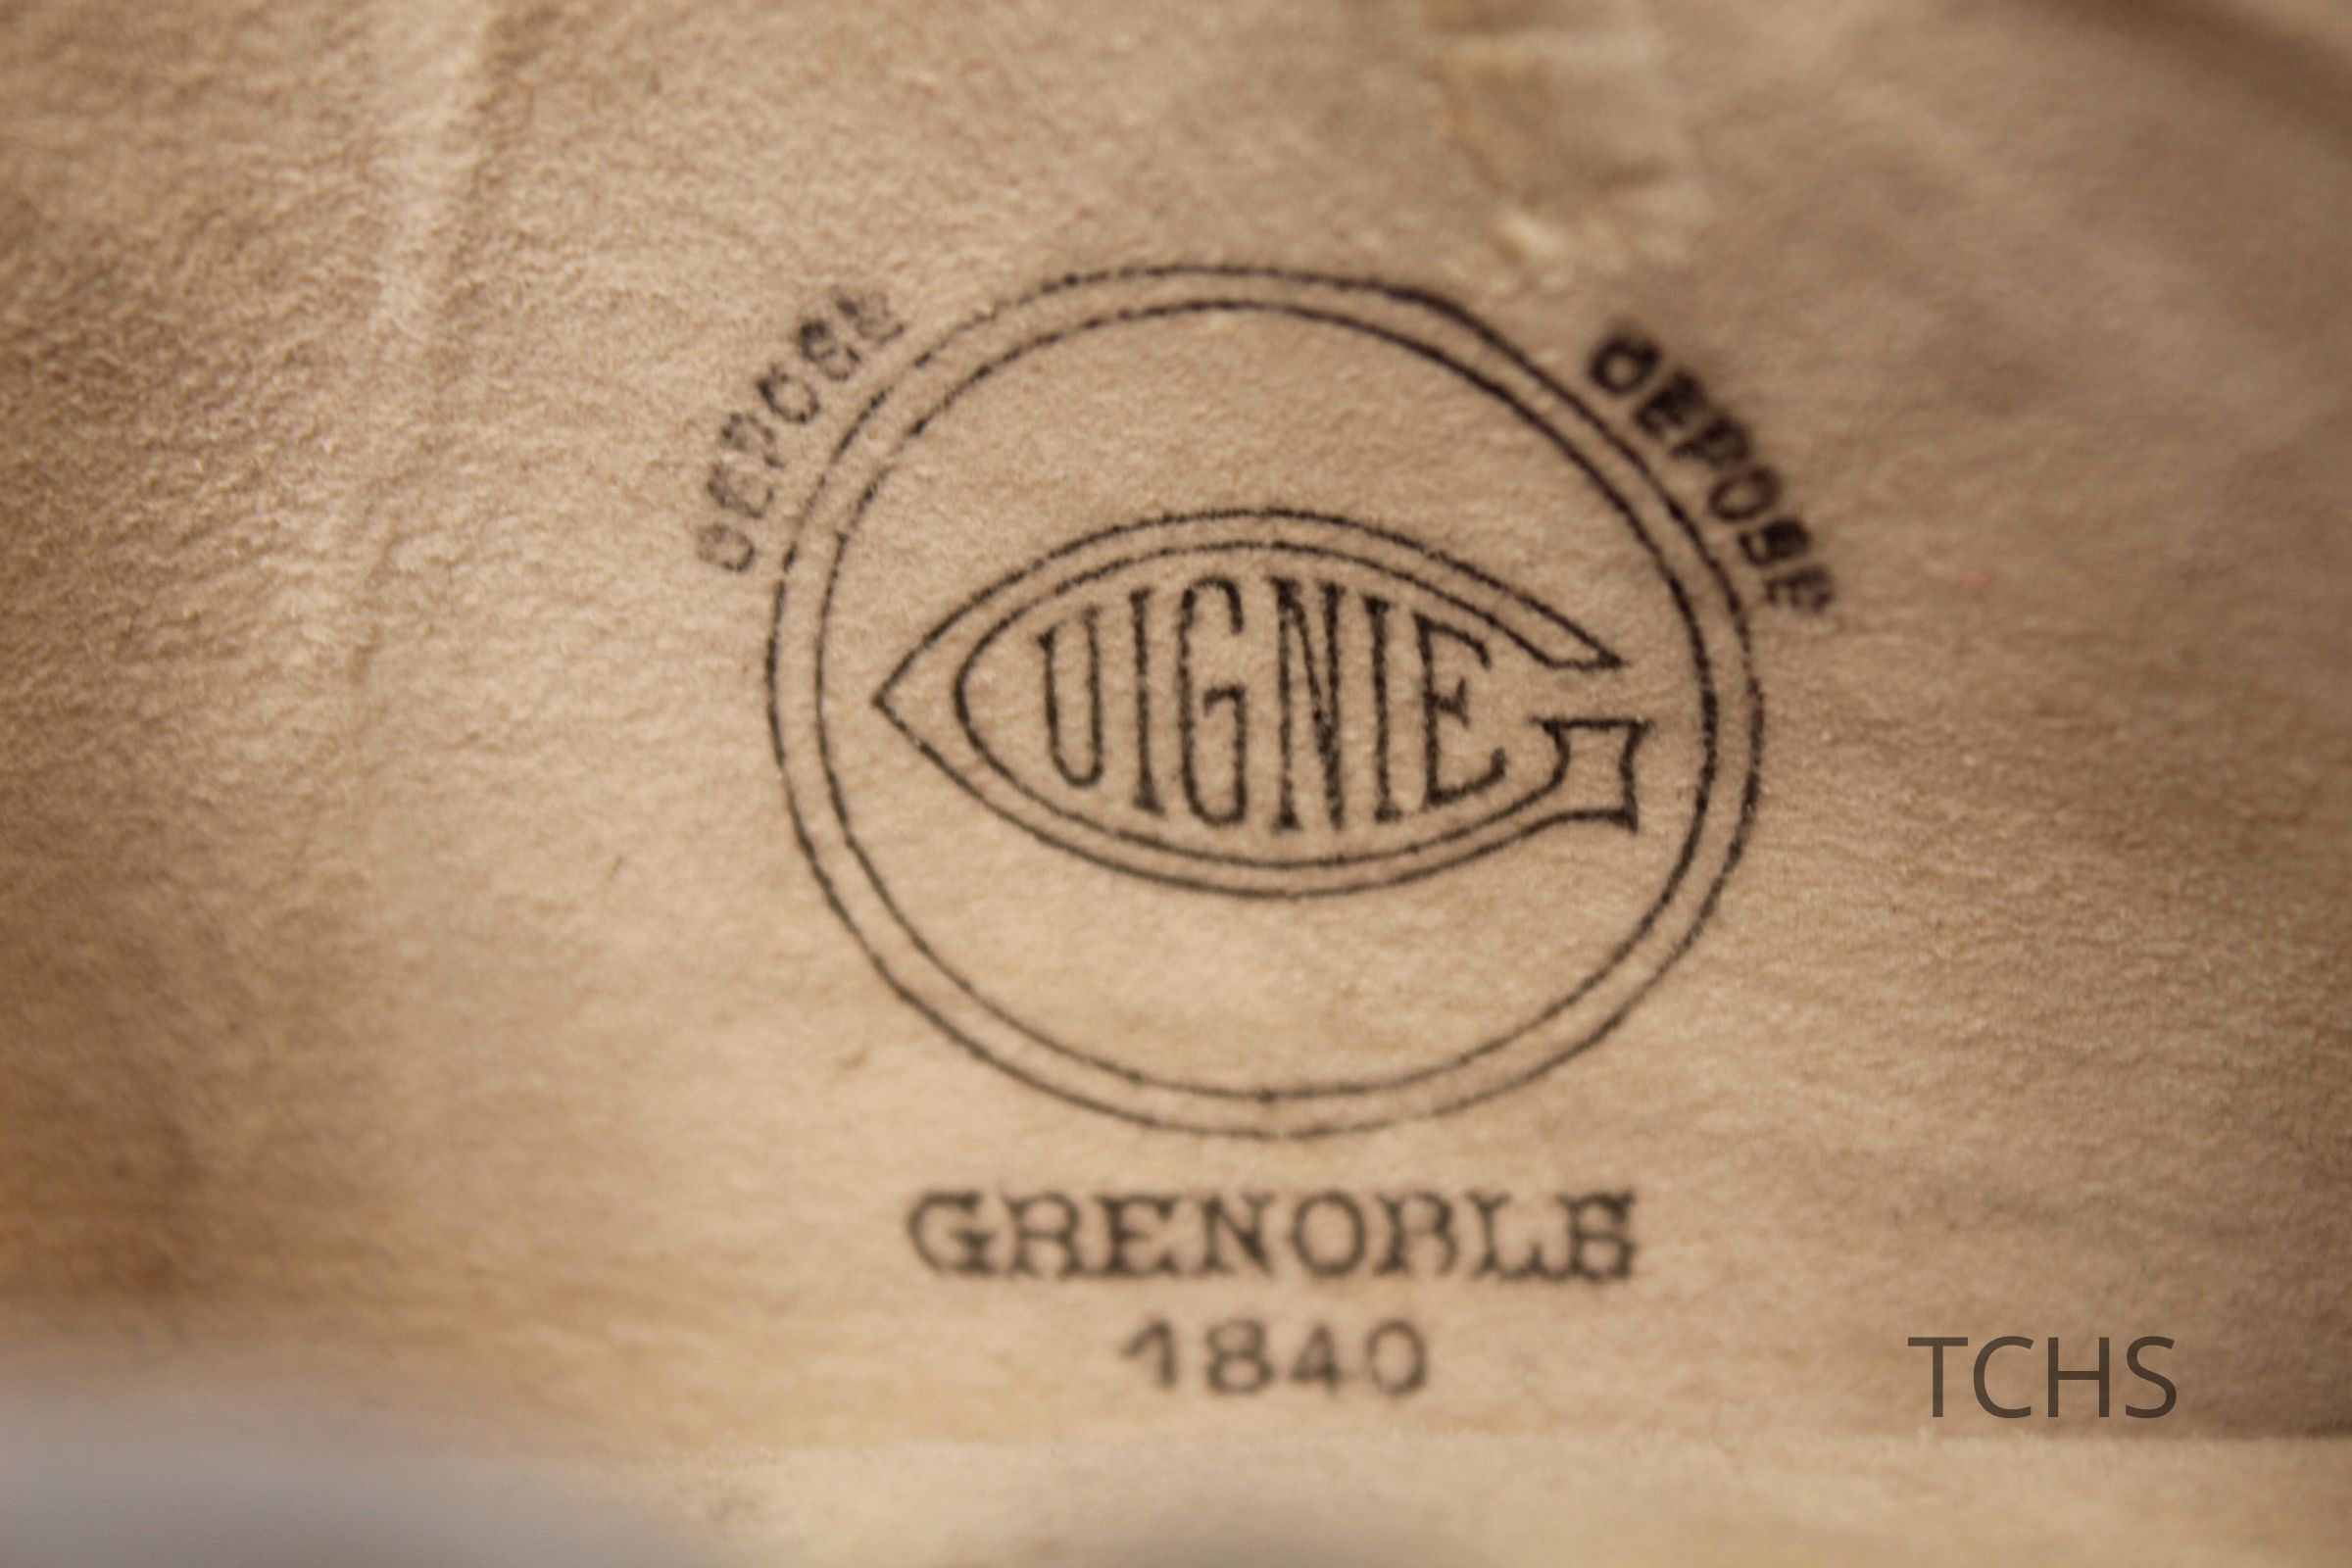 DEPOSE
dEPOSE
GUIGNIE
GRENOBLE
1840
TCHS